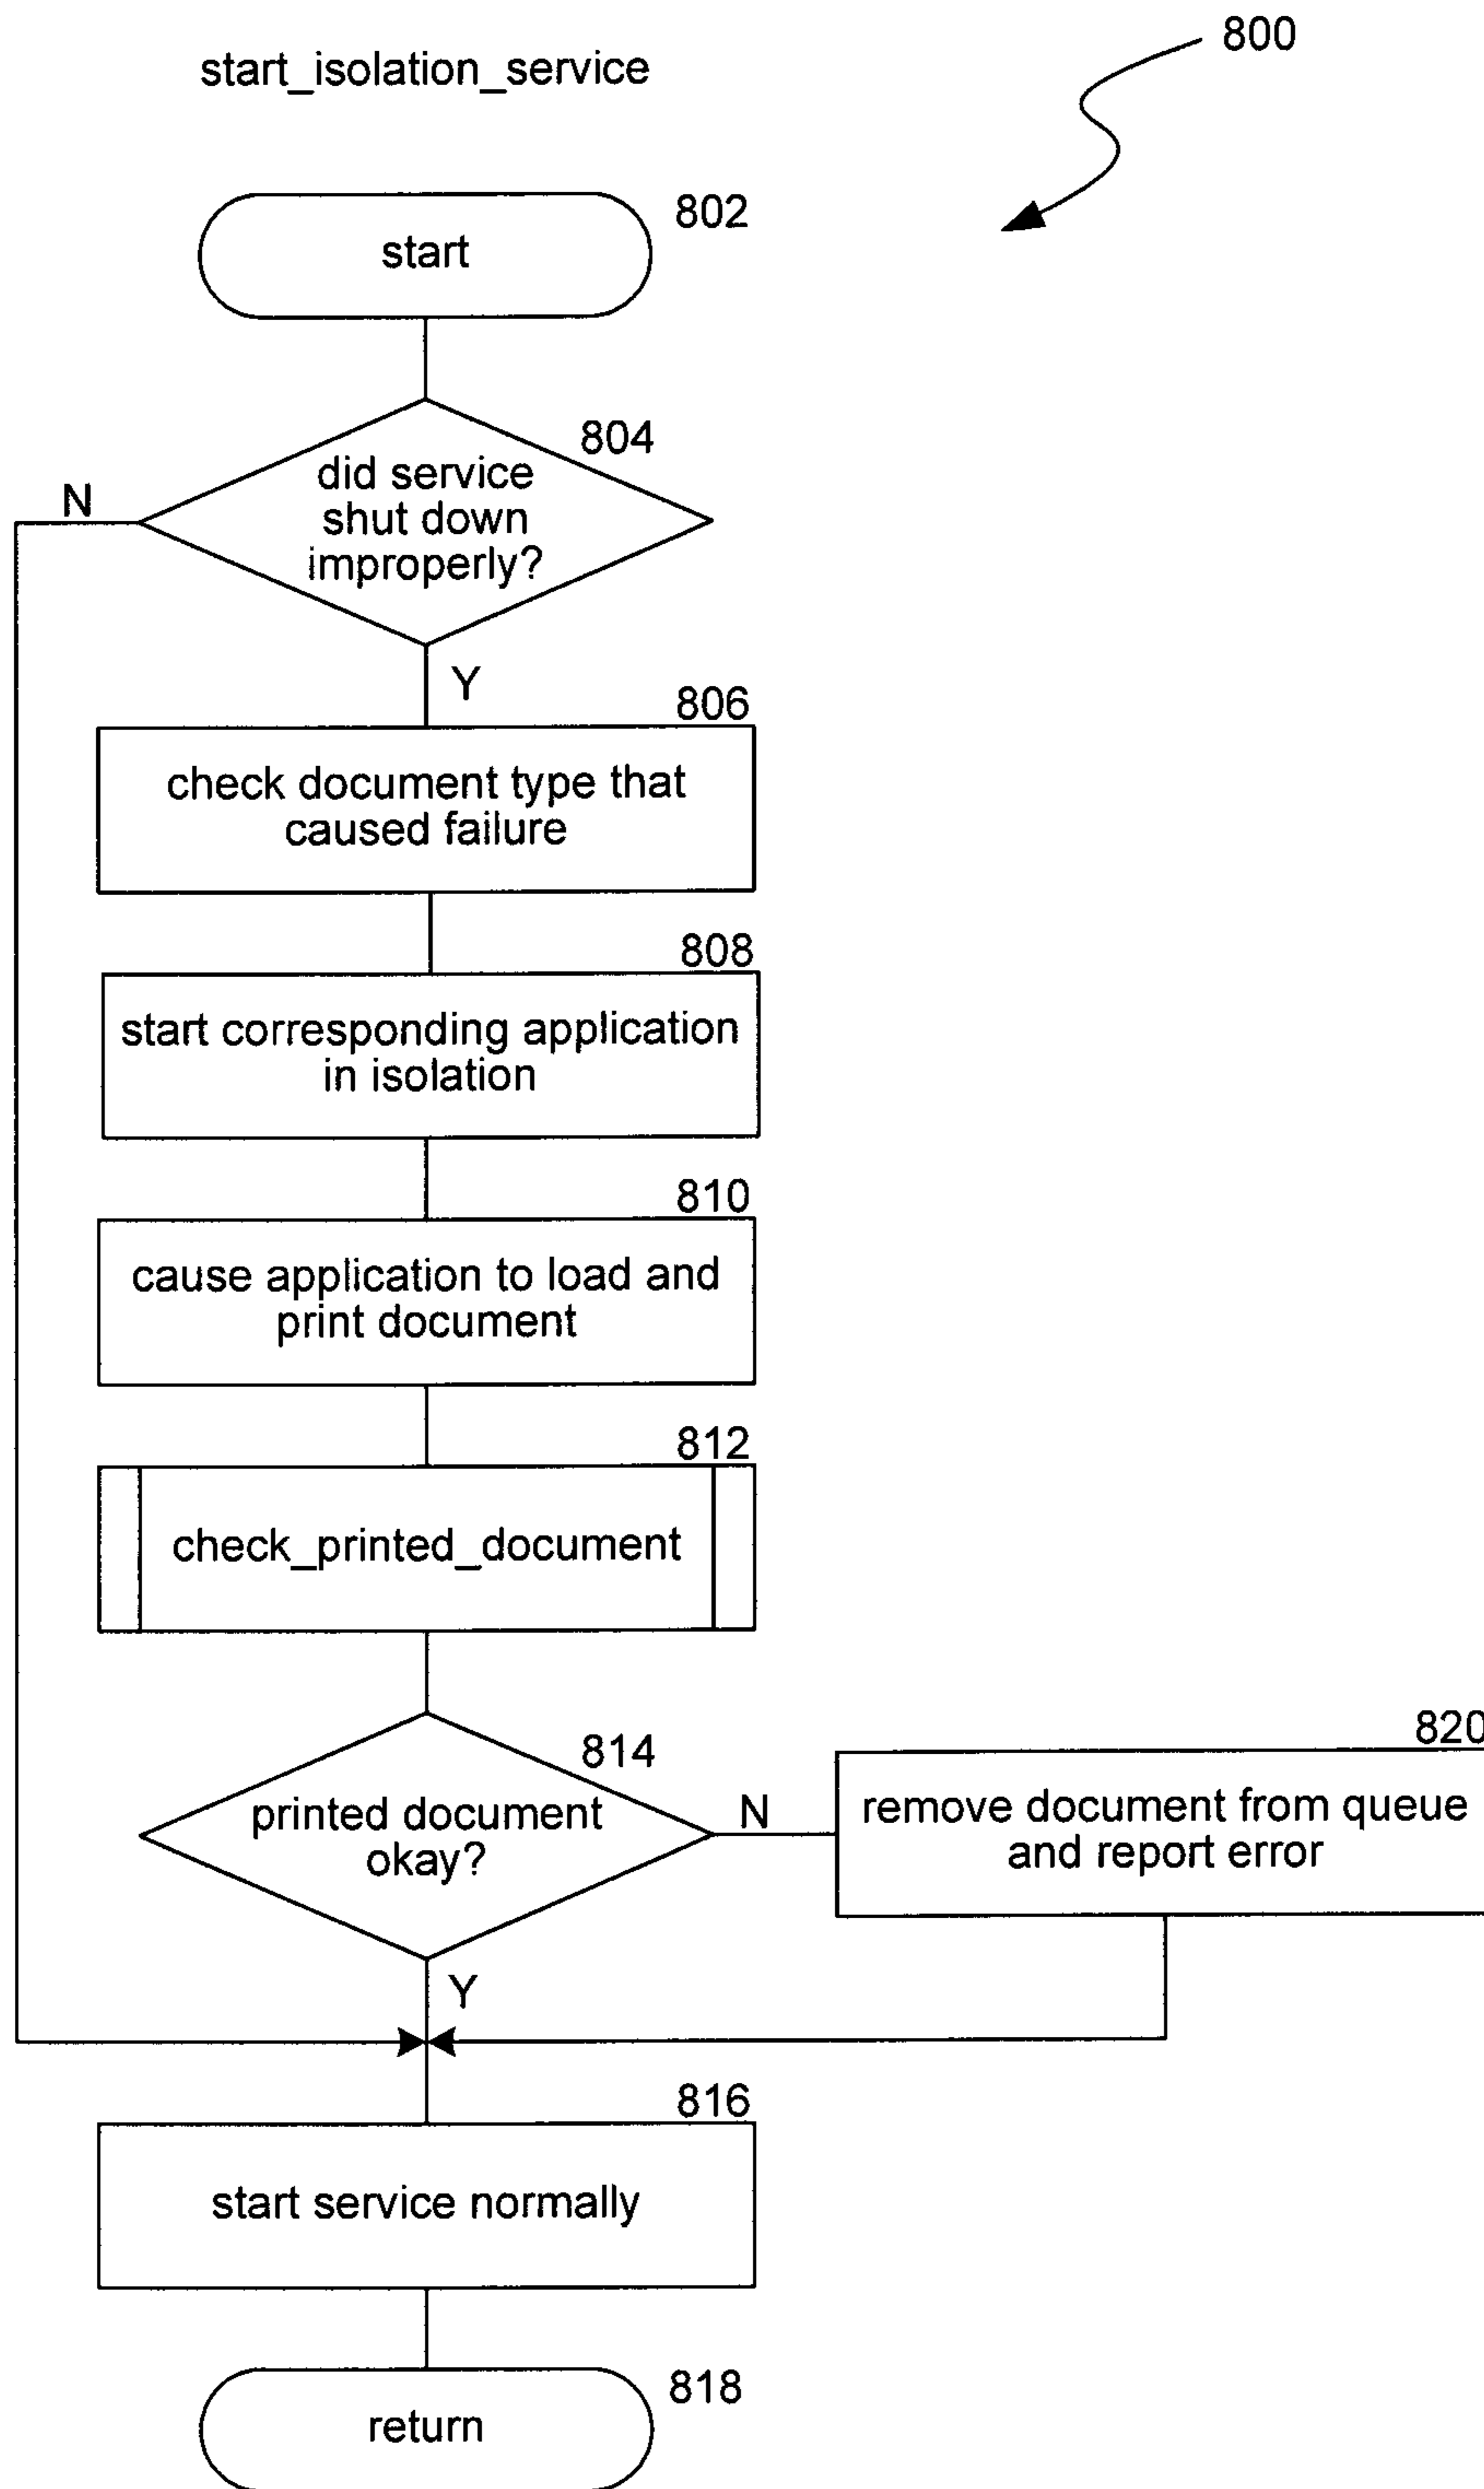 800
start_isolation_service
802
start
804
did service
shut down
improperly?
N
Y
806
check document type that
caused failure
808
start corresponding application
in isolation
810
cause application to load and
print document
812
check_printed_document
814
printed document
okay?
N
820
remove document from queue
and report error
Y
816
start service normally
818
return